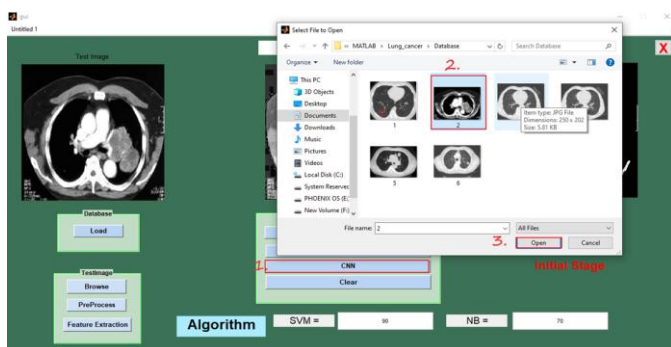 gui
Untitled 1
Test Image
Select File to Open
MATLAB › Lung_cancer › Database
Search Database
Organize
New folder
2.
This PC
3D Objects
Desktop
Documents
Downloads
Music
Pictures
Videos
Local Disk (C:)
System Reserved
PHOENIX OS (E:
New Volume (F:)
1
2
5
6
Item type: JPG File
Dimensions: 250 x 202
Size: 5.81 KB
File name:
2
All Files
3.
Open
Cancel
X
Database
Load
1.
CNN
Clear
Initial Stage
TestImage
Browse
PreProcess
Feature Extraction
Algorithm
SVM =
90
NB =
70